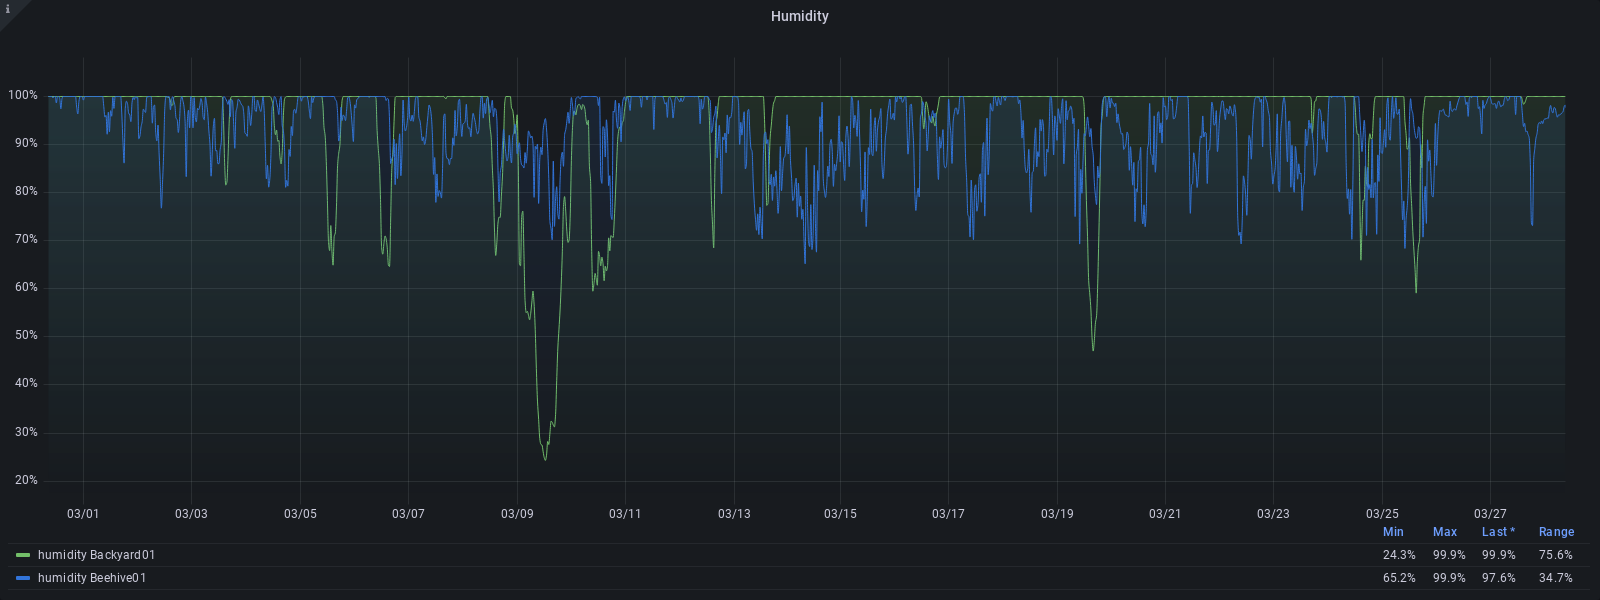 i
Humidity
100%
90%
80%
70%
60%
50%
40%
30%
20%
03/01 03/03 03/05 03/07 03/09 03/11 03/13 03/15 03/17 03/19 03/21 03/23 03/25 03/27
Min Max Last * Range
humidity Backyard01 24.3% 99.9% 99.9% 75.6%
humidity Beehive01 65.2% 99.9% 97.6% 34.7%